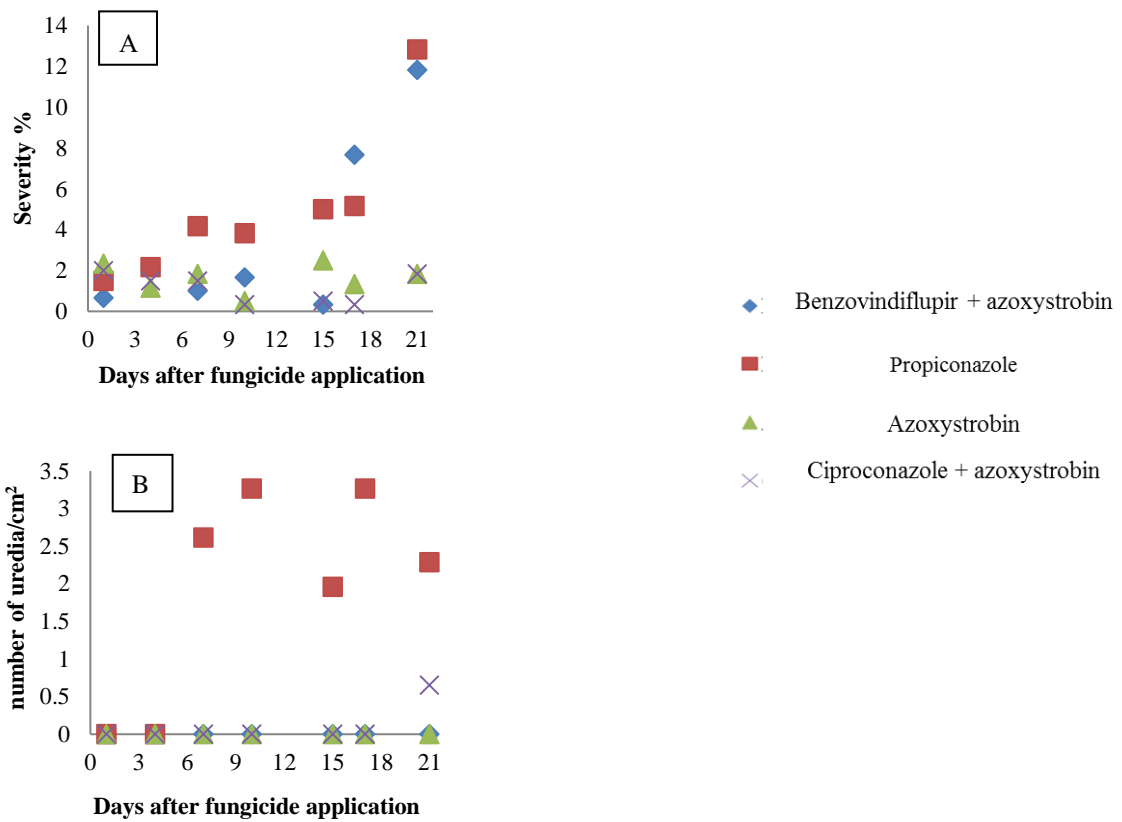 A
14
12
10
8
6
4
2
0
Severity %
0 3 6 9 12 15 18 21
Days after fungicide application
B
3.5
3
2.5
2
1.5
1
0.5
0
number of uredia/cm²
0 3 6 9 12 15 18 21
Days after fungicide application
Benzovindiflupir + azoxystrobin
Propiconazole
Azoxystrobin
Ciproconazole + azoxystrobin